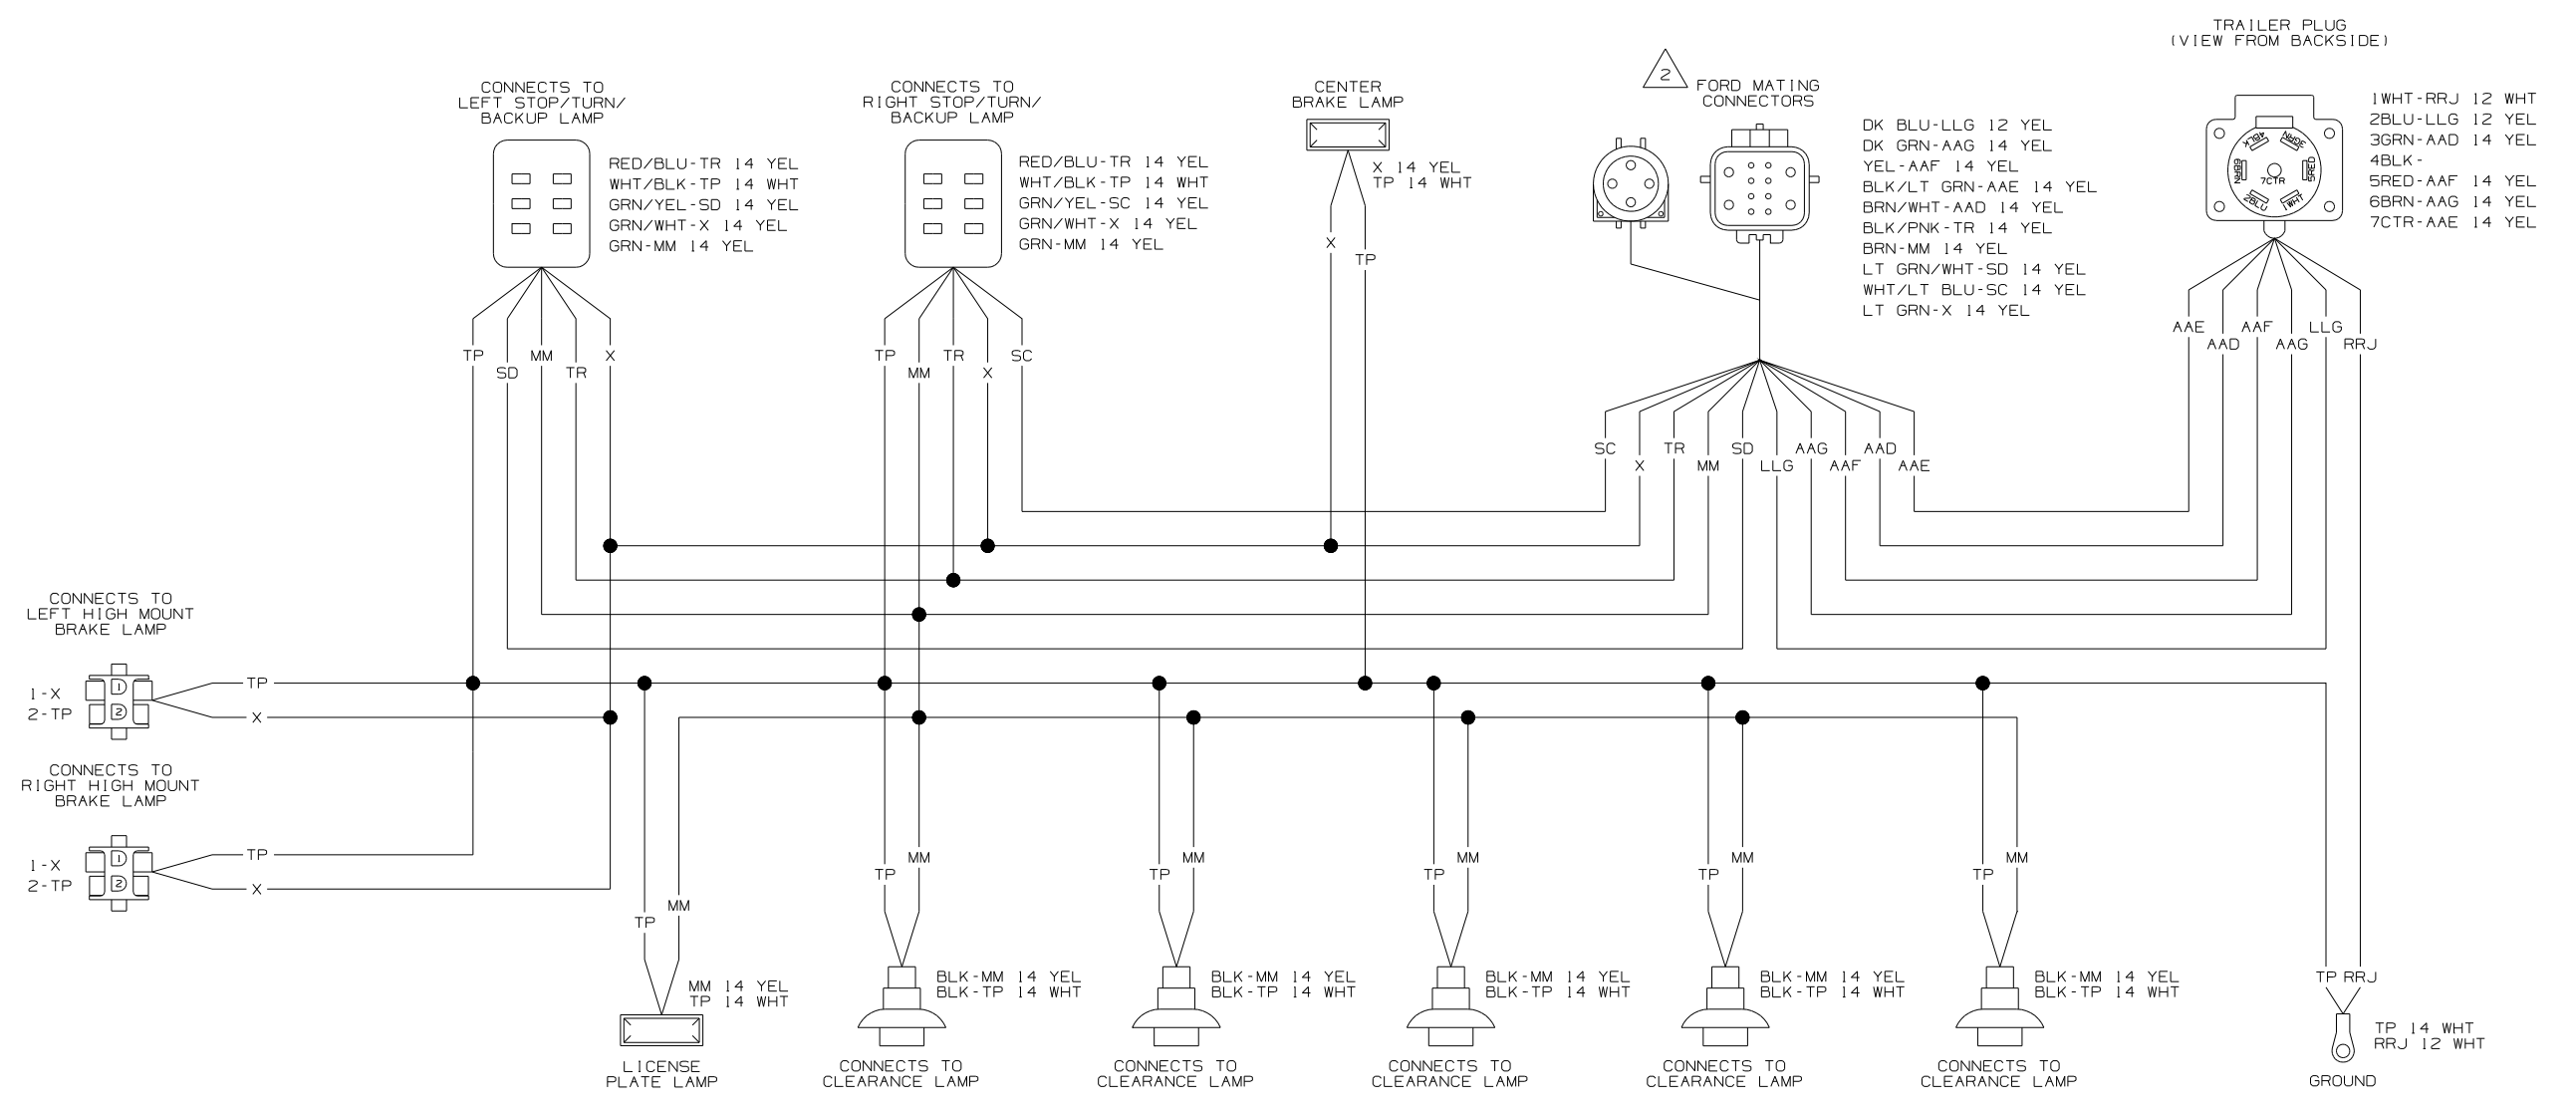 TRAILER PLUG
(VIEW FROM BACKSIDE)
CONNECTS TO
LEFT STOP/TURN/
BACKUP LAMP
RED/BLU-TR 14 YEL
WHT/BLK-TP 14 WHT
GRN/YEL-SD 14 YEL
GRN/WHT-X 14 YEL
GRN-MM 14 YEL
CONNECTS TO
RIGHT STOP/TURN/
BACKUP LAMP
RED/BLU-TR 14 YEL
WHT/BLK-TP 14 WHT
GRN/YEL-SC 14 YEL
GRN/WHT-X 14 YEL
GRN-MM 14 YEL
CENTER
BRAKE LAMP
X 14 YEL
TP 14 WHT
X
TP
2
FORD MATING
CONNECTORS
DK BLU-LLG 12 YEL
DK GRN-AAG 14 YEL
YEL-AAF 14 YEL
BLK/LT GRN-AAE 14 YEL
BRN/WHT-AAD 14 YEL
BLK/PNK-TR 14 YEL
BRN-MM 14 YEL
LT GRN/WHT-SD 14 YEL
WHT/LT BLU-SC 14 YEL
LT GRN-X 14 YEL
4BLK
3GRN
6BRN
5RED
7CTR
2BLU
1WHT
1WHT-RRJ 12 WHT
2BLU-LLG 12 YEL
3GRN-AAD 14 YEL
4BLK-
5RED-AAF 14 YEL
6BRN-AAG 14 YEL
7CTR-AAE 14 YEL
AAE
AAD
AAF
AAG
LLG
RRJ
TP
SD
MM
TR
X
TP
MM
TR
X
SC
SC
X
TR
MM
SD
LLG
AAG
AAF
AAD
AAE
CONNECTS TO
LEFT HIGH MOUNT
BRAKE LAMP
1-X
2-TP
1
2
TP
X
CONNECTS TO
RIGHT HIGH MOUNT
BRAKE LAMP
1-X
2-TP
1
2
TP
X
TP
MM
TP
MM
TP
MM
TP
MM
TP
MM
TP
MM
MM 14 YEL
TP 14 WHT
LICENSE
PLATE LAMP
BLK-MM 14 YEL
BLK-TP 14 WHT
CONNECTS TO
CLEARANCE LAMP
BLK-MM 14 YEL
BLK-TP 14 WHT
CONNECTS TO
CLEARANCE LAMP
BLK-MM 14 YEL
BLK-TP 14 WHT
CONNECTS TO
CLEARANCE LAMP
BLK-MM 14 YEL
BLK-TP 14 WHT
CONNECTS TO
CLEARANCE LAMP
BLK-MM 14 YEL
BLK-TP 14 WHT
CONNECTS TO
CLEARANCE LAMP
TP RRJ
TP 14 WHT
RRJ 12 WHT
GROUND